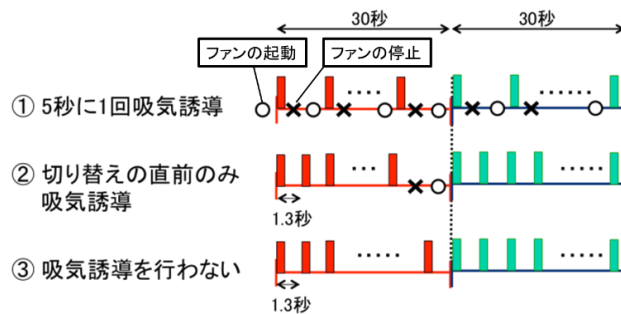 30秒
30秒
ファンの起動
ファンの停止
① 5秒に1回吸気誘導
② 切り替えの直前のみ
吸気誘導
1.3秒
③ 吸気誘導を行わない
1.3秒